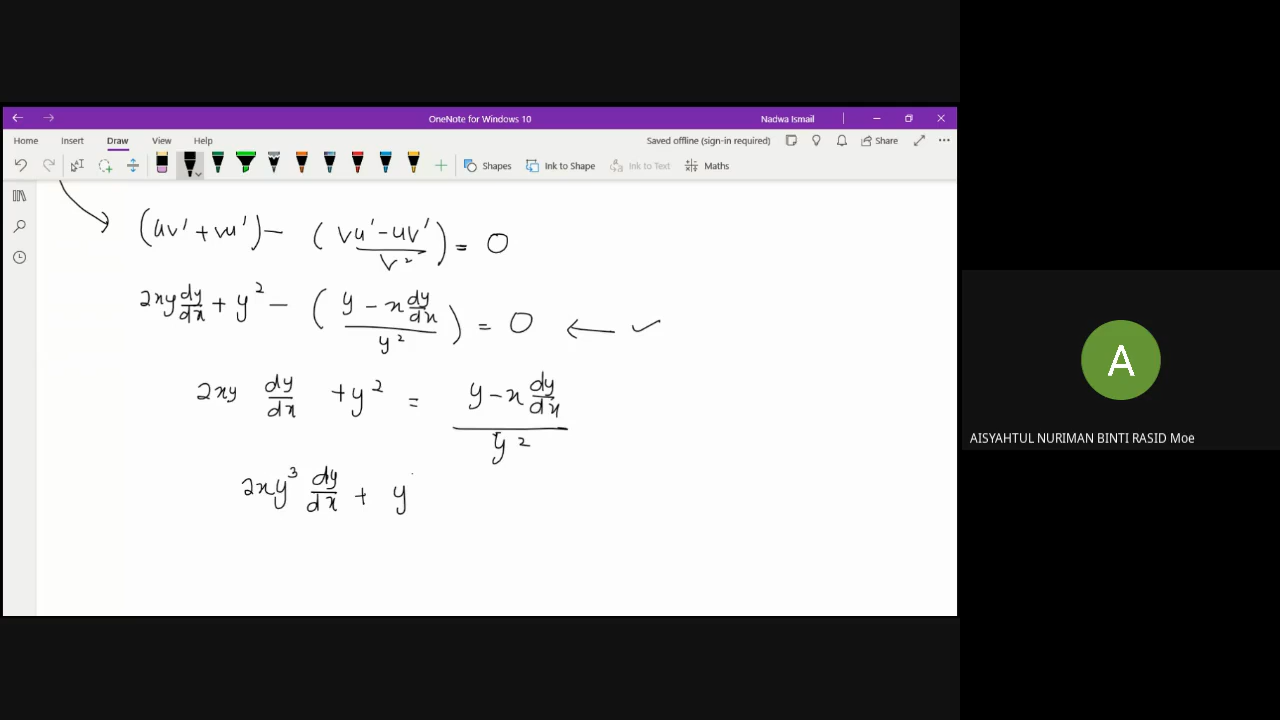 OneNote for Windows 10
Nadwa Ismail
Home Insert Draw View Help
Saved offline (sign-in required)
Share
Shapes Ink to Shape Ink to Text Maths
(uv' + vu') - ( (vu' - uv') / v² ) = 0
2xy dy/dx + y² - ( (y - x dy/dx) / y² ) = 0 ← ✓
2xy dy/dx + y² = (y - x dy/dx) / y²
2xy³ dy/dx + y
A
AISYAHTUL NURIMAN BINTI RASID Moe